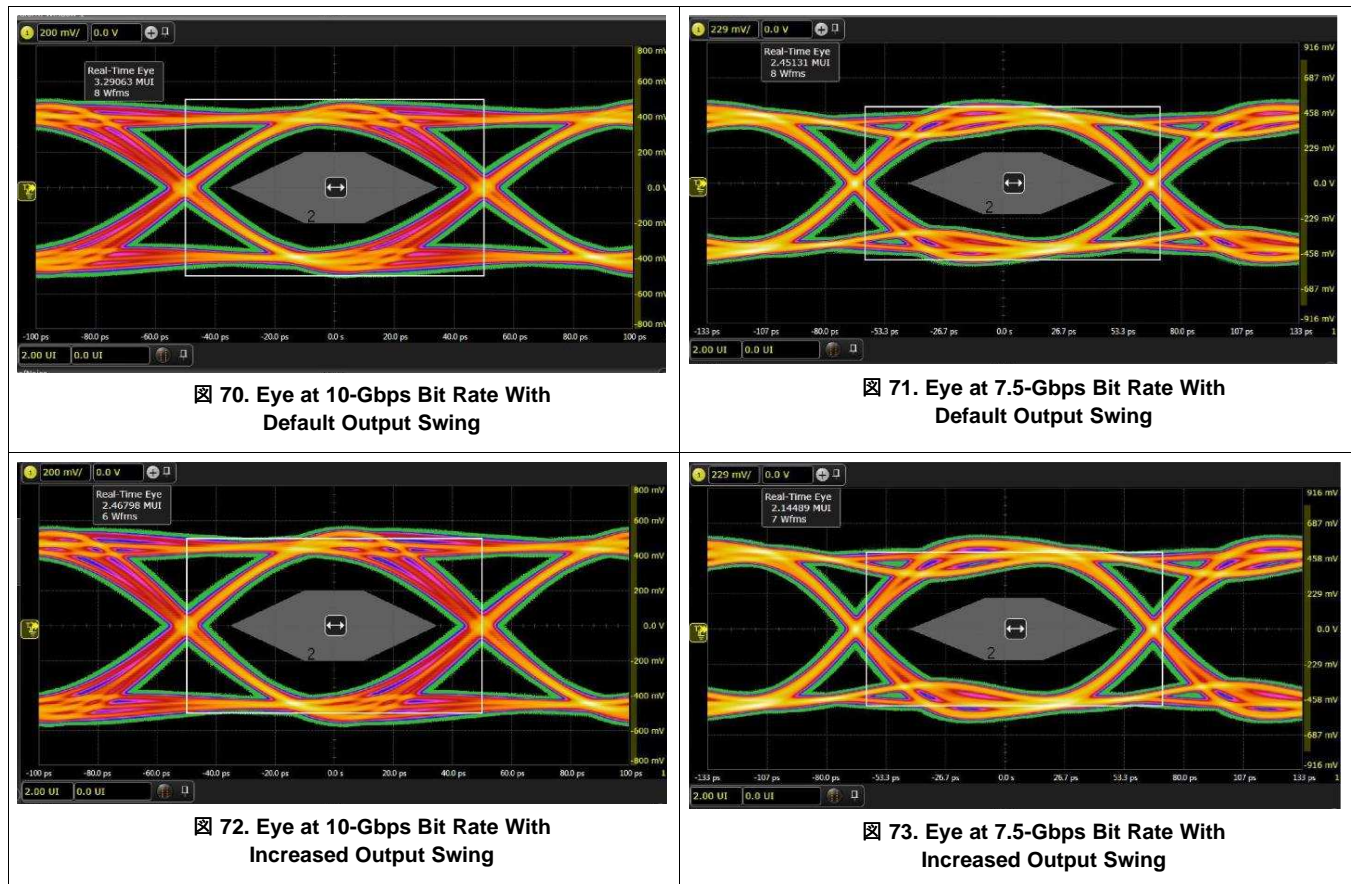 200 mV/ 0.0 V
Real-Time Eye
3.29063 MUI
8 Wfms
800 mV
600 mV
400 mV
200 mV
0.0 V
-200 mV
-400 mV
-600 mV
-800 mV
2
-100 ps -80.0 ps -60.0 ps -40.0 ps -20.0 ps 0.0 s 20.0 ps 40.0 ps 60.0 ps 80.0 ps 100 ps
2.00 UI 0.0 UI
図 70. Eye at 10-Gbps Bit Rate With
Default Output Swing
229 mV/ 0.0 V
Real-Time Eye
2.45131 MUI
8 Wfms
916 mV
687 mV
458 mV
229 mV
0.0 V
-229 mV
-458 mV
-687 mV
-916 mV
2
-133 ps -107 ps -80.0 ps -53.3 ps -26.7 ps 0.0 s 26.7 ps 53.3 ps 80.0 ps 107 ps 133 ps 1
2.00 UI 0.0 UI
図 71. Eye at 7.5-Gbps Bit Rate With
Default Output Swing
200 mV/ 0.0 V
Real-Time Eye
2.46798 MUI
6 Wfms
800 mV
600 mV
400 mV
200 mV
0.0 V
-200 mV
-400 mV
-600 mV
-800 mV
2
-100 ps -80.0 ps -60.0 ps -40.0 ps -20.0 ps 0.0 s 20.0 ps 40.0 ps 60.0 ps 80.0 ps 100 ps 1
2.00 UI 0.0 UI
図 72. Eye at 10-Gbps Bit Rate With
Increased Output Swing
229 mV/ 0.0 V
Real-Time Eye
2.14489 MUI
7 Wfms
916 mV
687 mV
458 mV
229 mV
0.0 V
-229 mV
-458 mV
-687 mV
-916 mV
2
-133 ps -107 ps -80.0 ps -53.3 ps -26.7 ps 0.0 s 26.7 ps 53.3 ps 80.0 ps 107 ps 133 ps 1
2.00 UI 0.0 UI
図 73. Eye at 7.5-Gbps Bit Rate With
Increased Output Swing